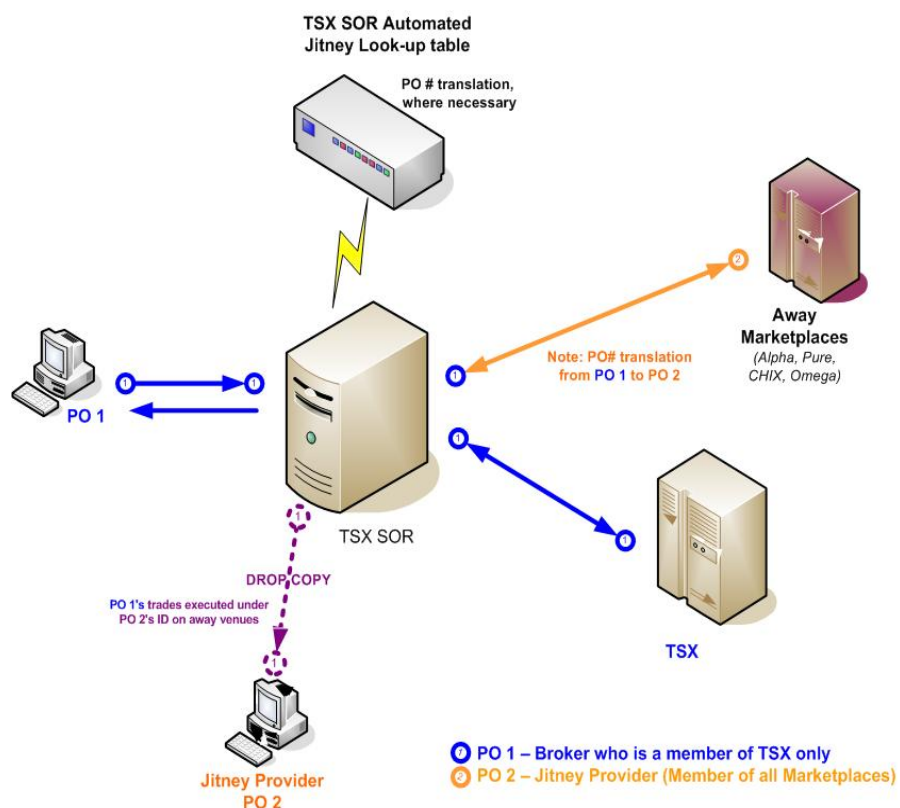 TSX SOR Automated
Jitney Look-up table
PO # translation,
where necessary
2
Away
Marketplaces
(Alpha, Pure,
CHIX, Omega)
Note: PO# translation
from PO 1 to PO 2
1
1
1
PO 1
1
1
TSX SOR
1
DROP COPY
PO 1's trades executed under
PO 2's ID on away venues
1
TSX
Jitney Provider
PO 2
1 PO 1 – Broker who is a member of TSX only
2 PO 2 – Jitney Provider (Member of all Marketplaces)